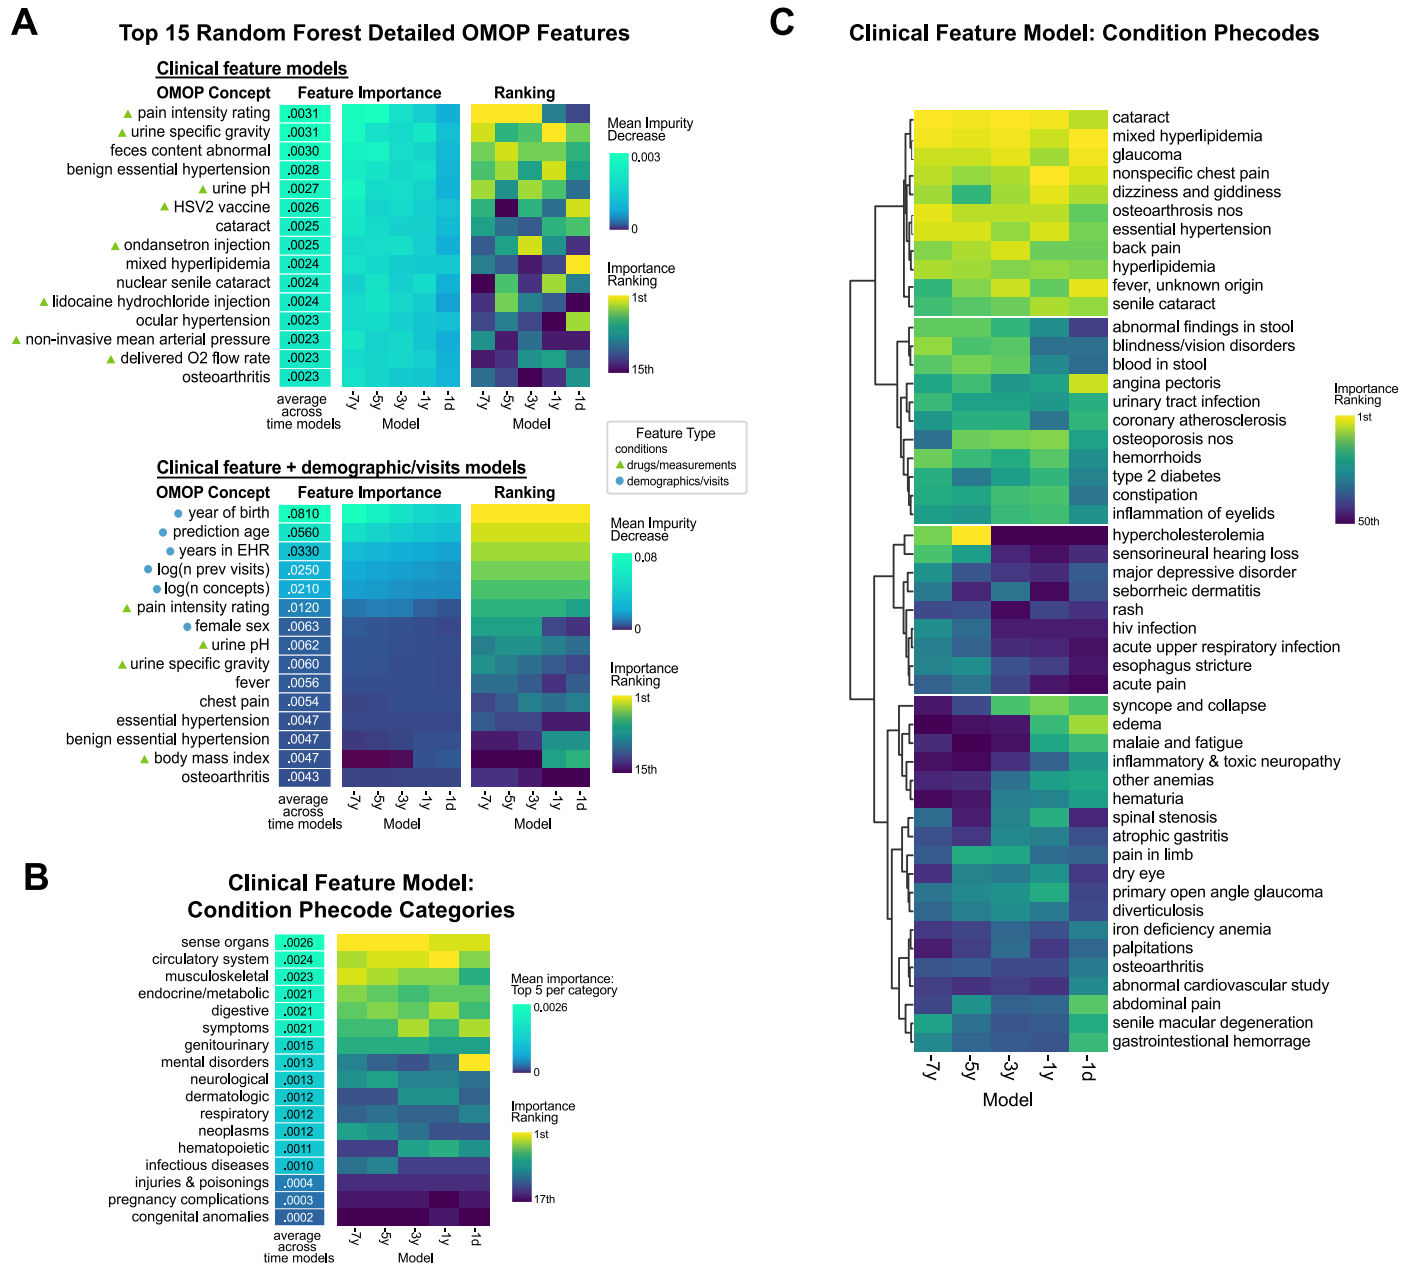 A
Top 15 Random Forest Detailed OMOP Features
Clinical feature models
OMOP Concept Feature Importance Ranking
pain intensity rating .0031
urine specific gravity .0031
feces content abnormal .0030
benign essential hypertension .0028
urine pH .0027
HSV2 vaccine .0026
cataract .0025
ondansetron injection .0025
mixed hyperlipidemia .0024
nuclear senile cataract .0024
lidocaine hydrochloride injection .0024
ocular hypertension .0023
non-invasive mean arterial pressure .0023
delivered O2 flow rate .0023
osteoarthritis .0023
average
across
time models
-7y -5y -3y -1y -1d
Model
-7y -5y -3y -1y -1d
Model
Mean Impurity
Decrease
0.003
0
Importance
Ranking
1st
15th
Feature Type
conditions
drugs/measurements
demographics/visits
Clinical feature + demographic/visits models
OMOP Concept Feature Importance Ranking
year of birth .0810
prediction age .0560
years in EHR .0330
log(n prev visits) .0250
log(n concepts) .0210
pain intensity rating .0120
female sex .0063
urine pH .0062
urine specific gravity .0060
fever .0056
chest pain .0054
essential hypertension .0047
benign essential hypertension .0047
body mass index .0047
osteoarthritis .0043
average
across
time models
-7y -5y -3y -1y -1d
Model
-7y -5y -3y -1y -1d
Model
Mean Impurity
Decrease
0.08
0
Importance
Ranking
1st
15th
B
Clinical Feature Model:
Condition Phecode Categories
sense organs .0026
circulatory system .0024
musculoskeletal .0023
endocrine/metabolic .0021
digestive .0021
symptoms .0021
genitourinary .0015
mental disorders .0013
neurological .0013
dermatologic .0012
respiratory .0012
neoplasms .0012
hematopoietic .0011
infectious diseases .0010
injuries & poisonings .0004
pregnancy complications .0003
congenital anomalies .0002
average
across
time models
-7y -5y -3y -1y -1d
Model
Mean importance:
Top 5 per category
0.0026
0
Importance
Ranking
1st
17th
C
Clinical Feature Model: Condition Phecodes
cataract
mixed hyperlipidemia
glaucoma
nonspecific chest pain
dizziness and giddiness
osteoarthrosis nos
essential hypertension
back pain
hyperlipidemia
fever, unknown origin
senile cataract
abnormal findings in stool
blindness/vision disorders
blood in stool
angina pectoris
urinary tract infection
coronary atherosclerosis
osteoporosis nos
hemorrhoids
type 2 diabetes
constipation
inflammation of eyelids
hypercholesterolemia
sensorineural hearing loss
major depressive disorder
seborrheic dermatitis
rash
hiv infection
acute upper respiratory infection
esophagus stricture
acute pain
syncope and collapse
edema
malaie and fatigue
inflammatory & toxic neuropathy
other anemias
hematuria
spinal stenosis
atrophic gastritis
pain in limb
dry eye
primary open angle glaucoma
diverticulosis
iron deficiency anemia
palpitations
osteoarthritis
abnormal cardiovascular study
abdominal pain
senile macular degeneration
gastrointestional hemorrage
-7y -5y -3y -1y -1d
Model
Importance
Ranking
1st
50th